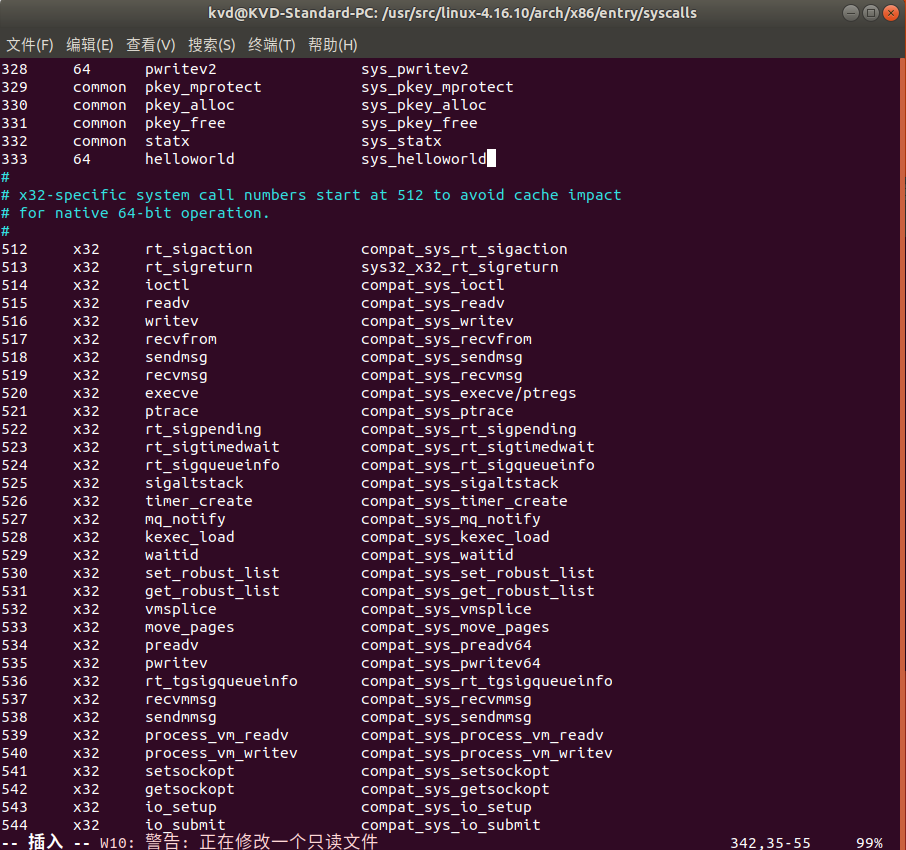 kvd@KVD-Standard-PC: /usr/src/linux-4.16.10/arch/x86/entry/syscalls
文件(F) 编辑(E) 查看(V) 搜索(S) 终端(T) 帮助(H)
328 64 pwritev2 sys_pwritev2
329 common pkey_mprotect sys_pkey_mprotect
330 common pkey_alloc sys_pkey_alloc
331 common pkey_free sys_pkey_free
332 common statx sys_statx
333 64 helloworld sys_helloworld
#
# x32-specific system call numbers start at 512 to avoid cache impact
# for native 64-bit operation.
#
512 x32 rt_sigaction compat_sys_rt_sigaction
513 x32 rt_sigreturn sys32_x32_rt_sigreturn
514 x32 ioctl compat_sys_ioctl
515 x32 readv compat_sys_readv
516 x32 writev compat_sys_writev
517 x32 recvfrom compat_sys_recvfrom
518 x32 sendmsg compat_sys_sendmsg
519 x32 recvmsg compat_sys_recvmsg
520 x32 execve compat_sys_execve/ptregs
521 x32 ptrace compat_sys_ptrace
522 x32 rt_sigpending compat_sys_rt_sigpending
523 x32 rt_sigtimedwait compat_sys_rt_sigtimedwait
524 x32 rt_sigqueueinfo compat_sys_rt_sigqueueinfo
525 x32 sigaltstack compat_sys_sigaltstack
526 x32 timer_create compat_sys_timer_create
527 x32 mq_notify compat_sys_mq_notify
528 x32 kexec_load compat_sys_kexec_load
529 x32 waitid compat_sys_waitid
530 x32 set_robust_list compat_sys_set_robust_list
531 x32 get_robust_list compat_sys_get_robust_list
532 x32 vmsplice compat_sys_vmsplice
533 x32 move_pages compat_sys_move_pages
534 x32 preadv compat_sys_preadv64
535 x32 pwritev compat_sys_pwritev64
536 x32 rt_tgsigqueueinfo compat_sys_rt_tgsigqueueinfo
537 x32 recvmmsg compat_sys_recvmmsg
538 x32 sendmmsg compat_sys_sendmmsg
539 x32 process_vm_readv compat_sys_process_vm_readv
540 x32 process_vm_writev compat_sys_process_vm_writev
541 x32 setsockopt compat_sys_setsockopt
542 x32 getsockopt compat_sys_getsockopt
543 x32 io_setup compat_sys_io_setup
544 x32 io_submit compat_sys_io_submit
-- 插入 -- W10: 警告: 正在修改一个只读文件 342,35-55 99%